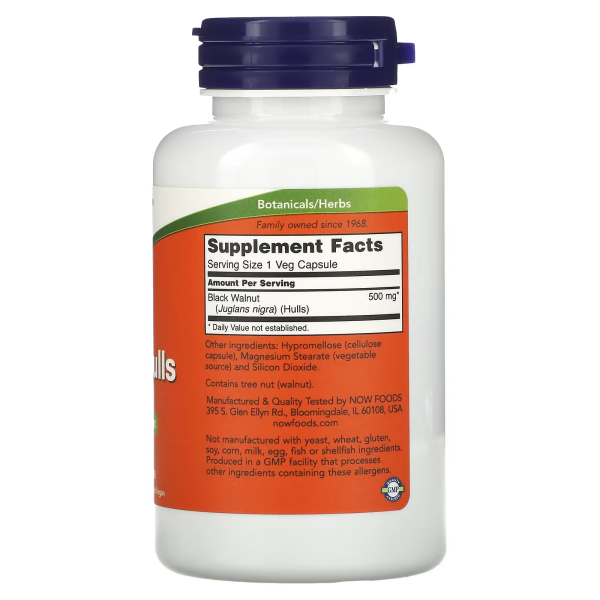 Botanicals/Herbs
Family owned since 1968.
Supplement Facts
Serving Size 1 Veg Capsule
Amount Per Serving
Black Walnut 500 mg*
(Juglans nigra) (Hulls)
* Daily Value not established.
Other ingredients: Hypromellose (cellulose
capsule), Magnesium Stearate (vegetable
source) and Silicon Dioxide.
Contains tree nut (walnut).
Manufactured & Quality Tested by NOW FOODS
395 S. Glen Ellyn Rd., Bloomingdale, IL 60108, USA
nowfoods.com
Not manufactured with yeast, wheat, gluten,
soy, corn, milk, egg, fish or shellfish ingredients.
Produced in a GMP facility that processes
other ingredients containing these allergens.
ulls
GMP